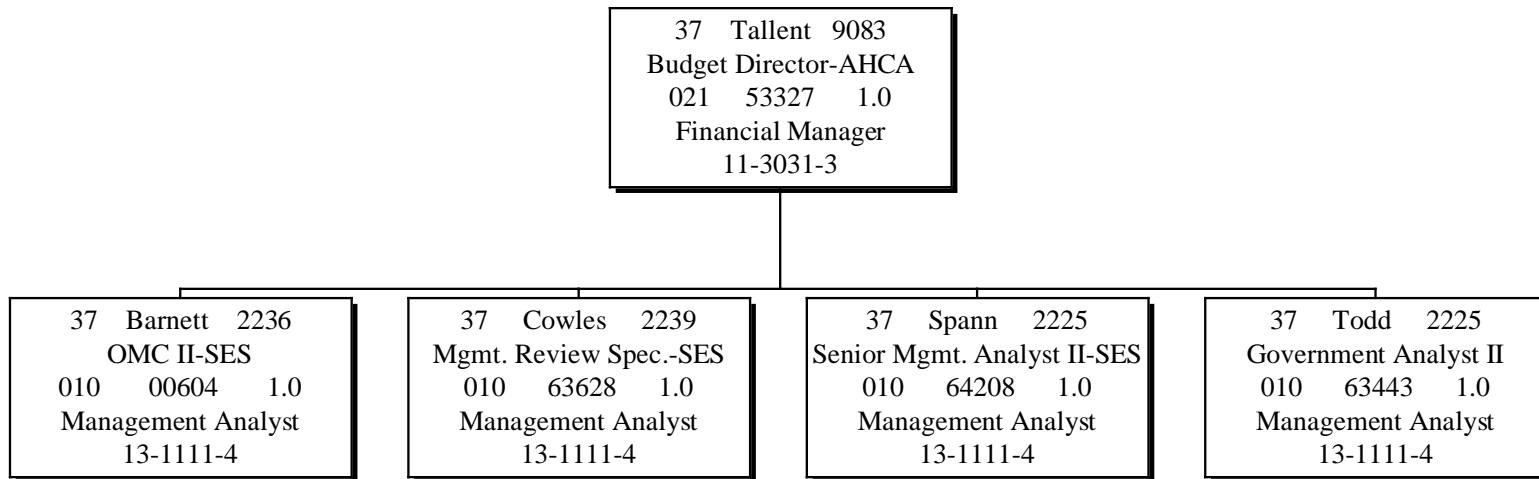 37 Tallent 9083
Budget Director-AHCA
021 53327 1.0
Financial Manager
11-3031-3
37 Barnett 2236
OMC II-SES
010 00604 1.0
Management Analyst
13-1111-4
37 Cowles 2239
Mgmt. Review Spec.-SES
010 63628 1.0
Management Analyst
13-1111-4
37 Spann 2225
Senior Mgmt. Analyst II-SES
010 64208 1.0
Management Analyst
13-1111-4
37 Todd 2225
Government Analyst II
010 63443 1.0
Management Analyst
13-1111-4